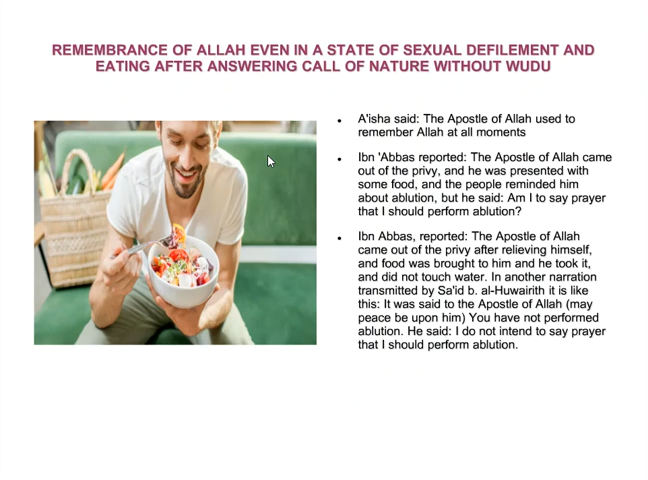 REMEMBRANCE OF ALLAH EVEN IN A STATE OF SEXUAL DEFILEMENT AND
EATING AFTER ANSWERING CALL OF NATURE WITHOUT WUDU
• A'isha said: The Apostle of Allah used to
remember Allah at all moments
• Ibn 'Abbas reported: The Apostle of Allah came
out of the privy, and he was presented with
some food, and the people reminded him
about ablution, but he said: Am I to say prayer
that I should perform ablution?
• Ibn Abbas, reported: The Apostle of Allah
came out of the privy after relieving himself,
and food was brought to him and he took it,
and did not touch water. In another narration
transmitted by Sa'id b. al-Huwairith it is like
this: It was said to the Apostle of Allah (may
peace be upon him) You have not performed
ablution. He said: I do not intend to say prayer
that I should perform ablution.